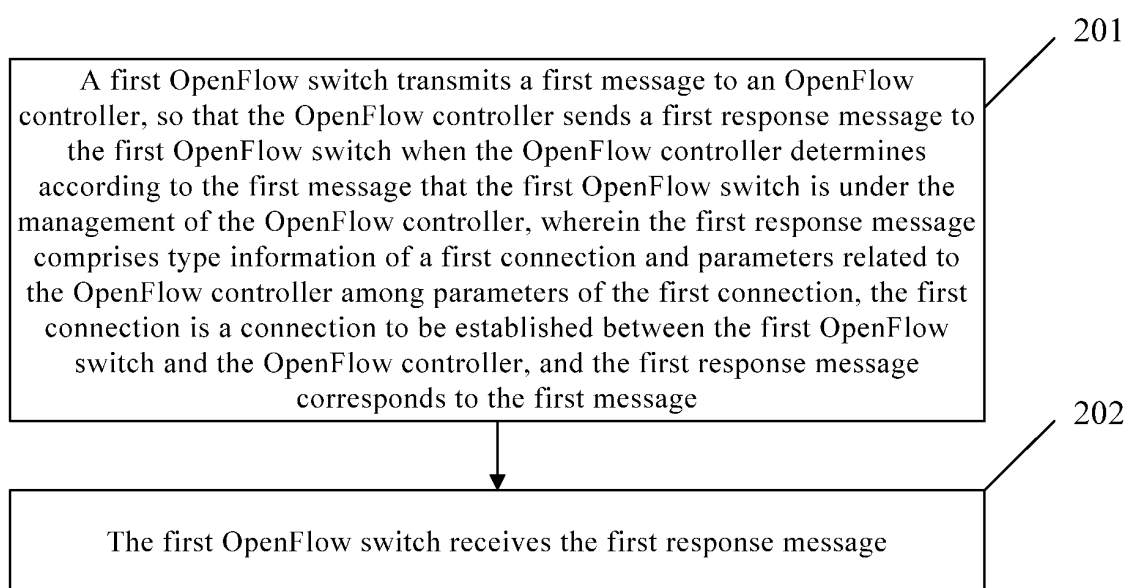 201
A first OpenFlow switch transmits a first message to an OpenFlow
controller, so that the OpenFlow controller sends a first response message to
the first OpenFlow switch when the OpenFlow controller determines
according to the first message that the first OpenFlow switch is under the
management of the OpenFlow controller, wherein the first response message
comprises type information of a first connection and parameters related to
the OpenFlow controller among parameters of the first connection, the first
connection is a connection to be established between the first OpenFlow
switch and the OpenFlow controller, and the first response message
corresponds to the first message
202
The first OpenFlow switch receives the first response message